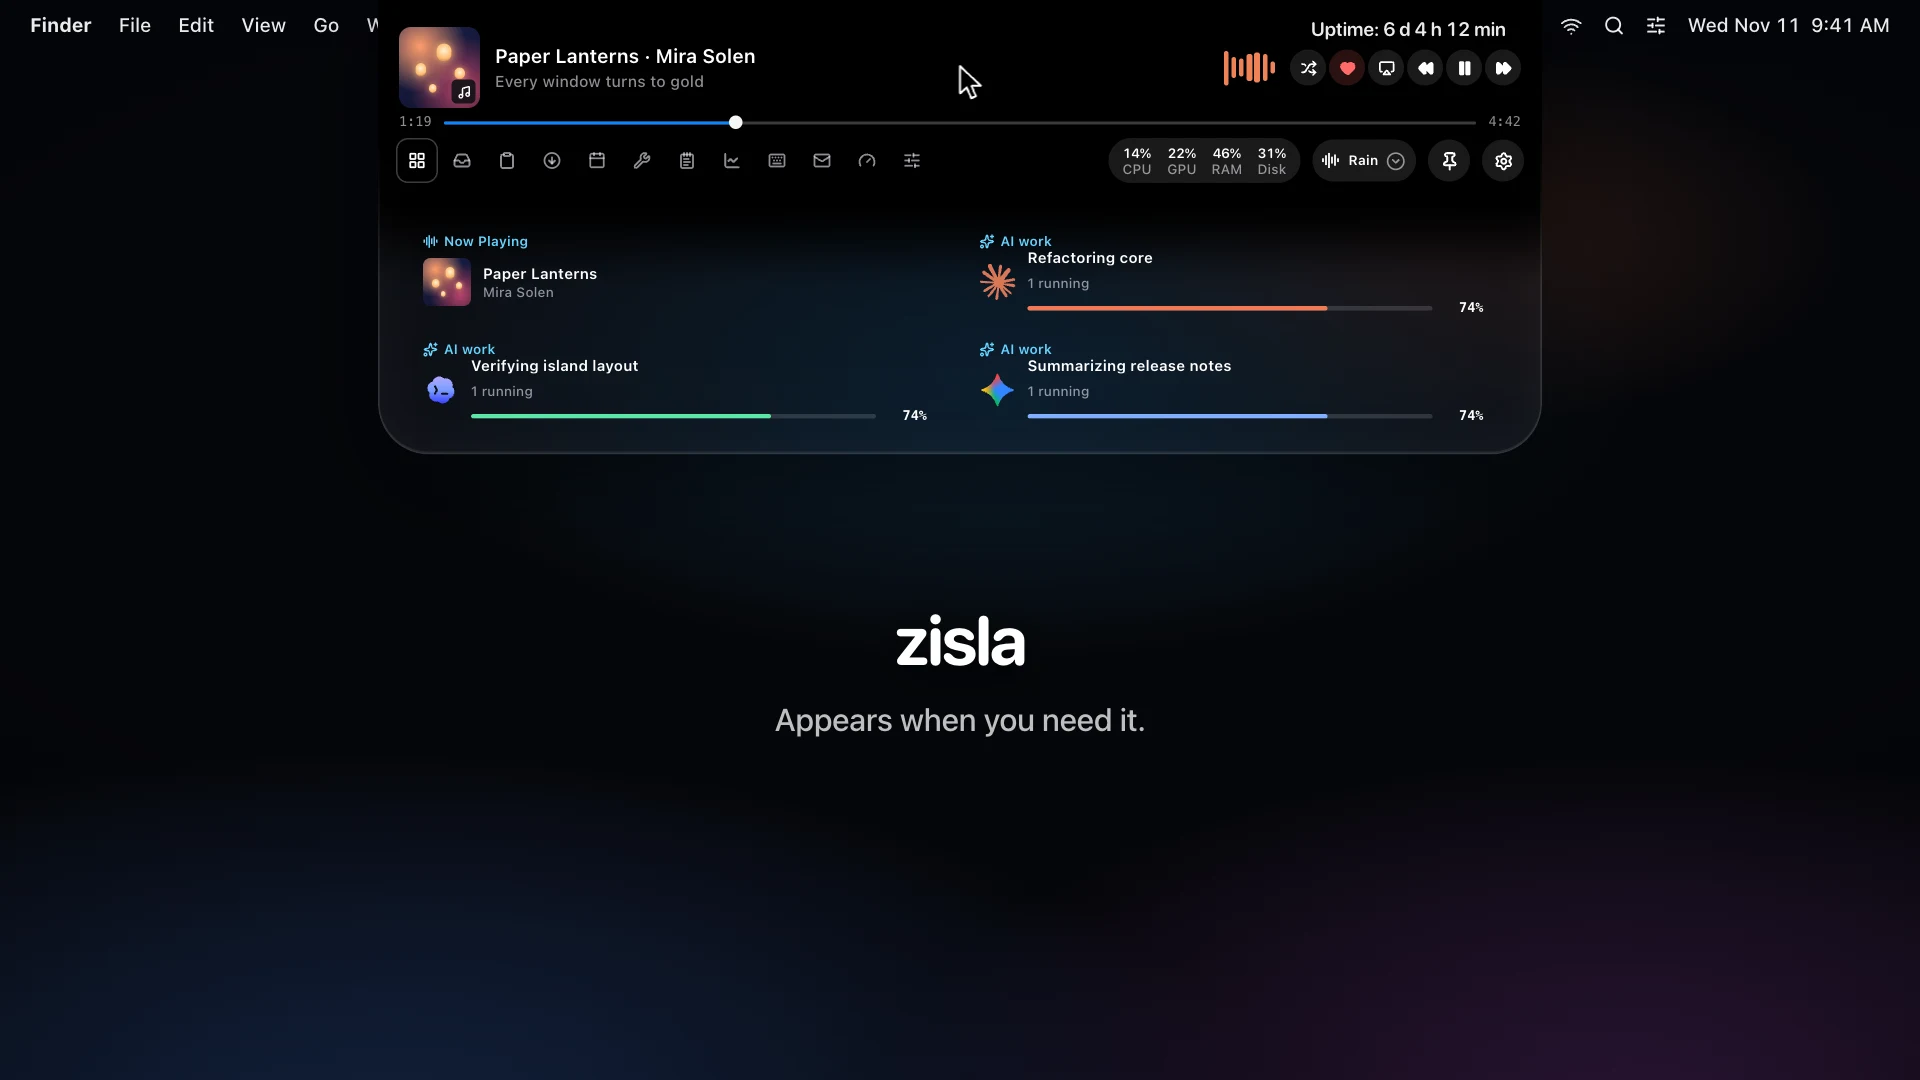 Finder File Edit View Go W
Uptime: 6 d 4 h 12 min
Wed Nov 11 9:41 AM
Paper Lanterns · Mira Solen
Every window turns to gold
1:19
4:42
14% 22% 46% 31%
CPU GPU RAM Disk
Rain
Now Playing
Paper Lanterns
Mira Solen
AI work
Refactoring core
1 running
74%
AI work
Verifying island layout
1 running
74%
AI work
Summarizing release notes
1 running
74%
zisla
Appears when you need it.